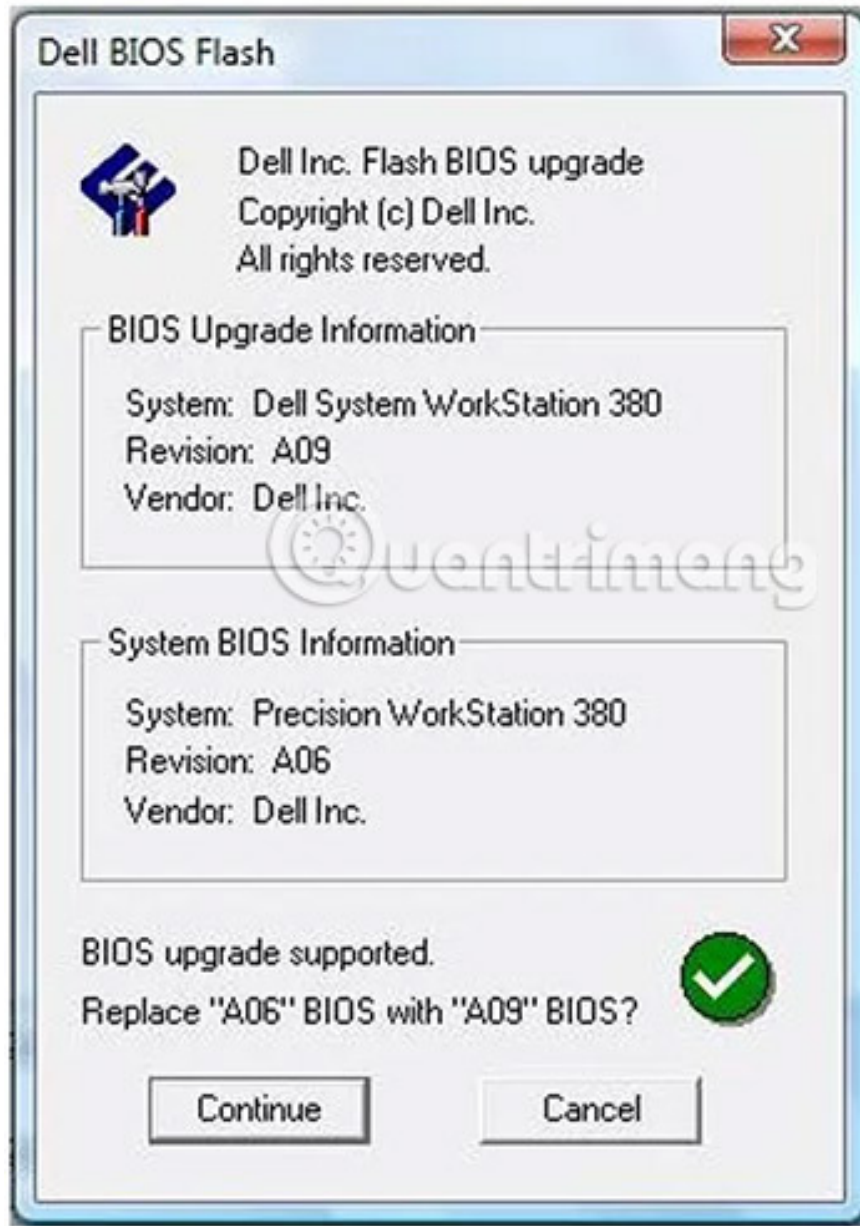 Dell BIOS Flash
Dell Inc. Flash BIOS upgrade
Copyright (c) Dell Inc.
All rights reserved.
BIOS Upgrade Information
System: Dell System WorkStation 380
Revision: A09
Vendor: Dell Inc.
Quantrimang
System BIOS Information
System: Precision WorkStation 380
Revision: A06
Vendor: Dell Inc.
BIOS upgrade supported.
Replace "A06" BIOS with "A09" BIOS?
Continue
Cancel